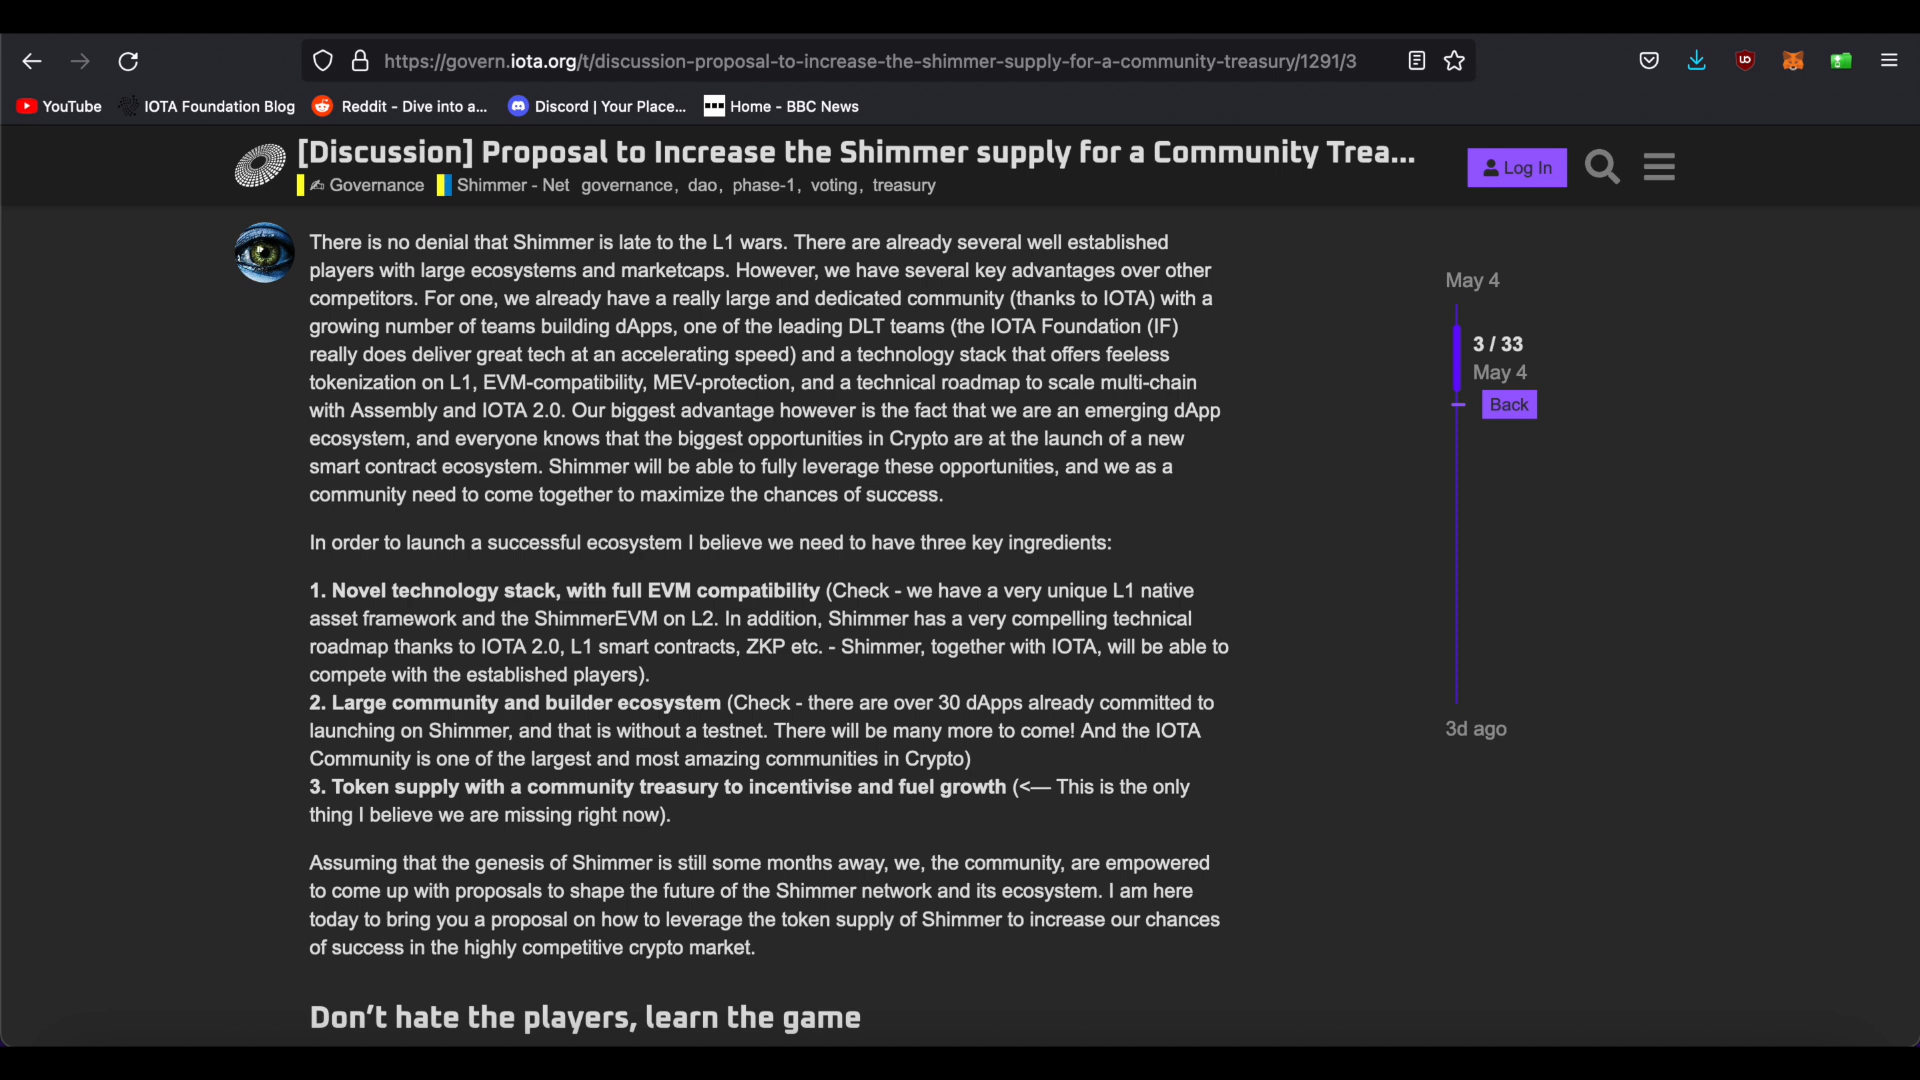 https://govern.iota.org/t/discussion-proposal-to-increase-the-shimmer-supply-for-a-community-treasury/1291/3
YouTube
IOTA Foundation Blog
Reddit - Dive into a...
Discord | Your Place...
Home - BBC News
[Discussion] Proposal to Increase the Shimmer supply for a Community Trea...
Governance Shimmer - Net governance, dao, phase-1, voting, treasury
Log In
There is no denial that Shimmer is late to the L1 wars. There are already several well established
players with large ecosystems and marketcaps. However, we have several key advantages over other
competitors. For one, we already have a really large and dedicated community (thanks to IOTA) with a
growing number of teams building dApps, one of the leading DLT teams (the IOTA Foundation (IF)
really does deliver great tech at an accelerating speed) and a technology stack that offers feeless
tokenization on L1, EVM-compatibility, MEV-protection, and a technical roadmap to scale multi-chain
with Assembly and IOTA 2.0. Our biggest advantage however is the fact that we are an emerging dApp
ecosystem, and everyone knows that the biggest opportunities in Crypto are at the launch of a new
smart contract ecosystem. Shimmer will be able to fully leverage these opportunities, and we as a
community need to come together to maximize the chances of success.
In order to launch a successful ecosystem I believe we need to have three key ingredients:
1. Novel technology stack, with full EVM compatibility (Check - we have a very unique L1 native
asset framework and the ShimmerEVM on L2. In addition, Shimmer has a very compelling technical
roadmap thanks to IOTA 2.0, L1 smart contracts, ZKP etc. - Shimmer, together with IOTA, will be able to
compete with the established players).
2. Large community and builder ecosystem (Check - there are over 30 dApps already committed to
launching on Shimmer, and that is without a testnet. There will be many more to come! And the IOTA
Community is one of the largest and most amazing communities in Crypto)
3. Token supply with a community treasury to incentivise and fuel growth (<— This is the only
thing I believe we are missing right now).
Assuming that the genesis of Shimmer is still some months away, we, the community, are empowered
to come up with proposals to shape the future of the Shimmer network and its ecosystem. I am here
today to bring you a proposal on how to leverage the token supply of Shimmer to increase our chances
of success in the highly competitive crypto market.
Don’t hate the players, learn the game
May 4
3 / 33
May 4
Back
3d ago